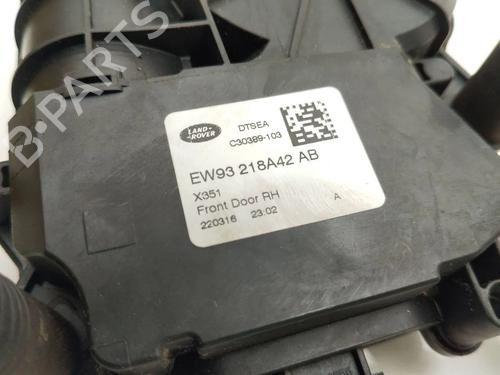 B-PARTS
LAND-
ROVER
DTSEA
C30389-103
EW93 218A42 AB
X351
Front Door RH
220316 23:02 A